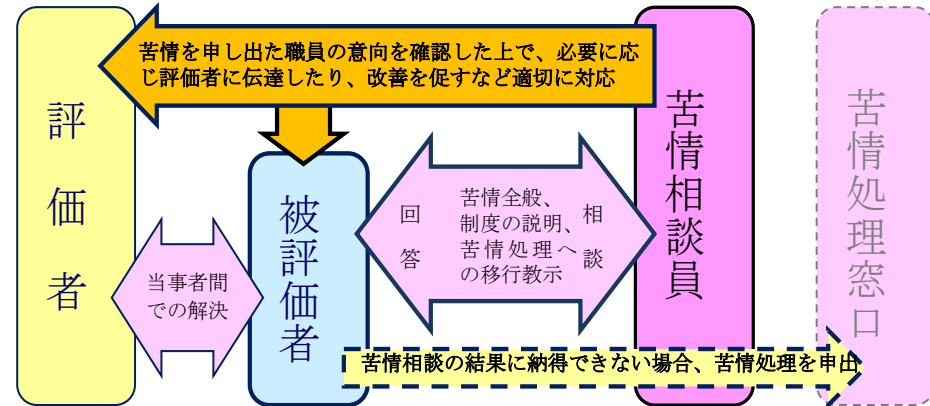 苦情を申し出た職員の意向を確認した上で、必要に応
じ評価者に伝達したり、改善を促すなど適切に対応
評価者
被評価者
苦情相談員
苦情処理窓口
当事者間
での解決
回答
苦情全般、
制度の説明、
苦情処理へ
の移行教示
相談
苦情相談の結果に納得できない場合、苦情処理を申出